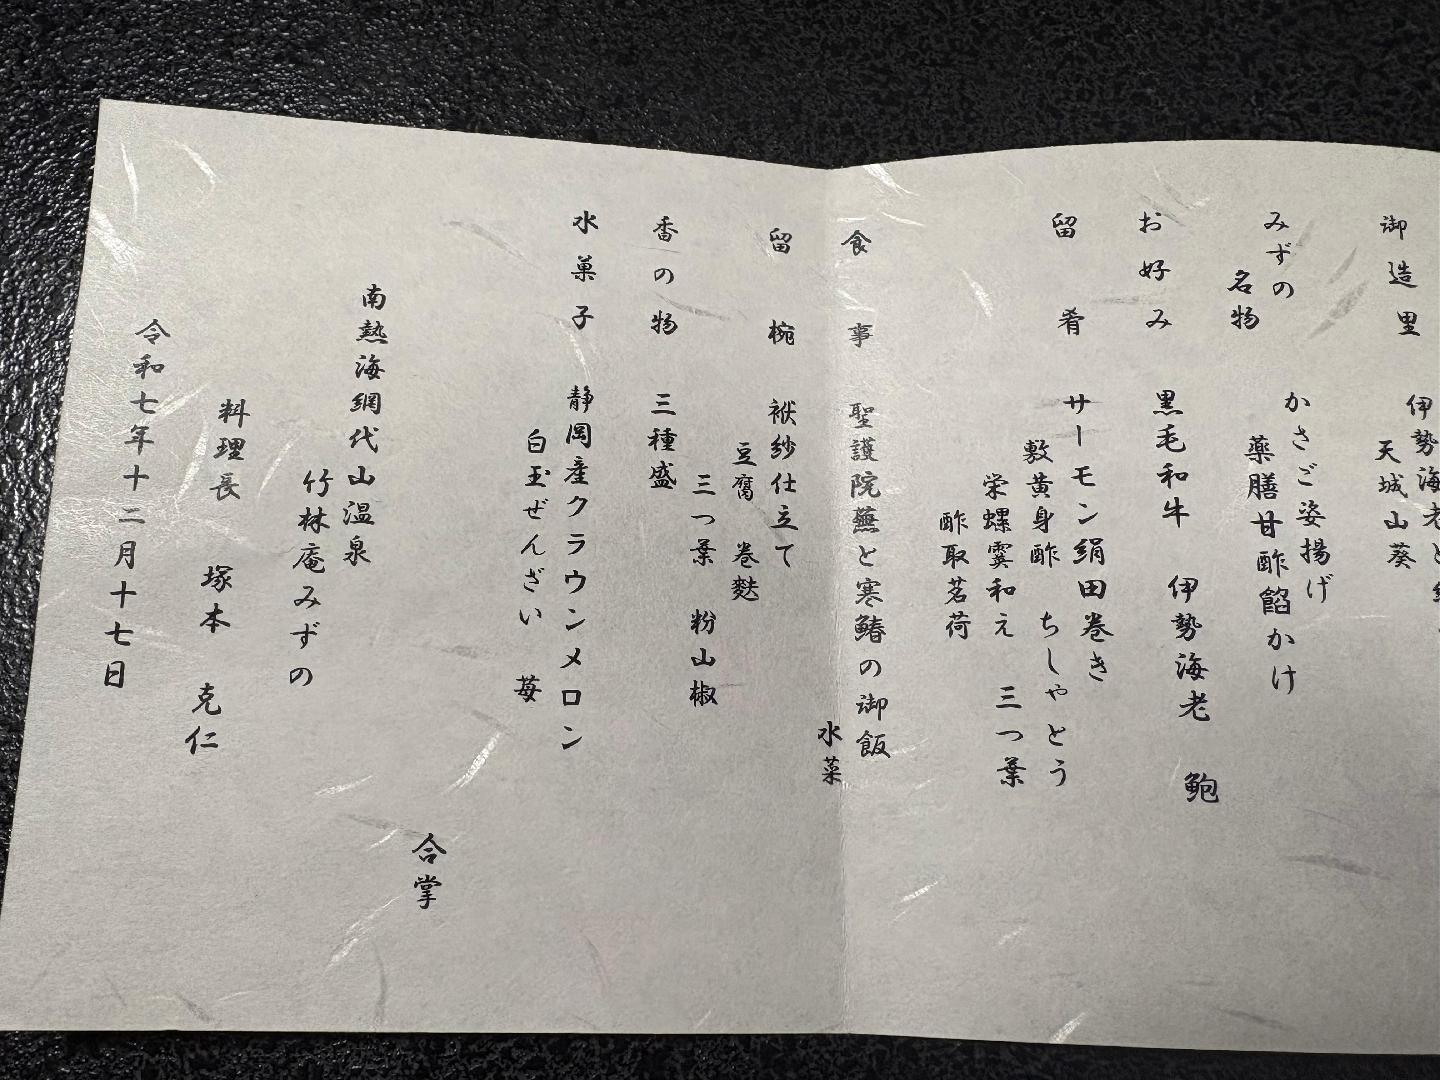 御造里
伊勢海老と
天城山葵
みずの
名物
かさご姿揚げ
薬膳甘酢餡かけ
お好み
黒毛和牛　伊勢海老　鮑
留肴
サーモン絹田巻き
敷黄身酢　ちしゃとう
栄螺霙和え　三つ葉
酢取茗荷
食事
聖護院蕪と寒鰆の御飯
水菜
留椀
袱紗仕立て
豆腐　巻麩
三つ葉　粉山椒
香の物
三種盛
水菓子
静岡産クラウンメロン
白玉ぜんざい　苺
合掌
南熱海網代山温泉
竹林庵みずの
料理長　塚本　克仁
令和七年十二月十七日